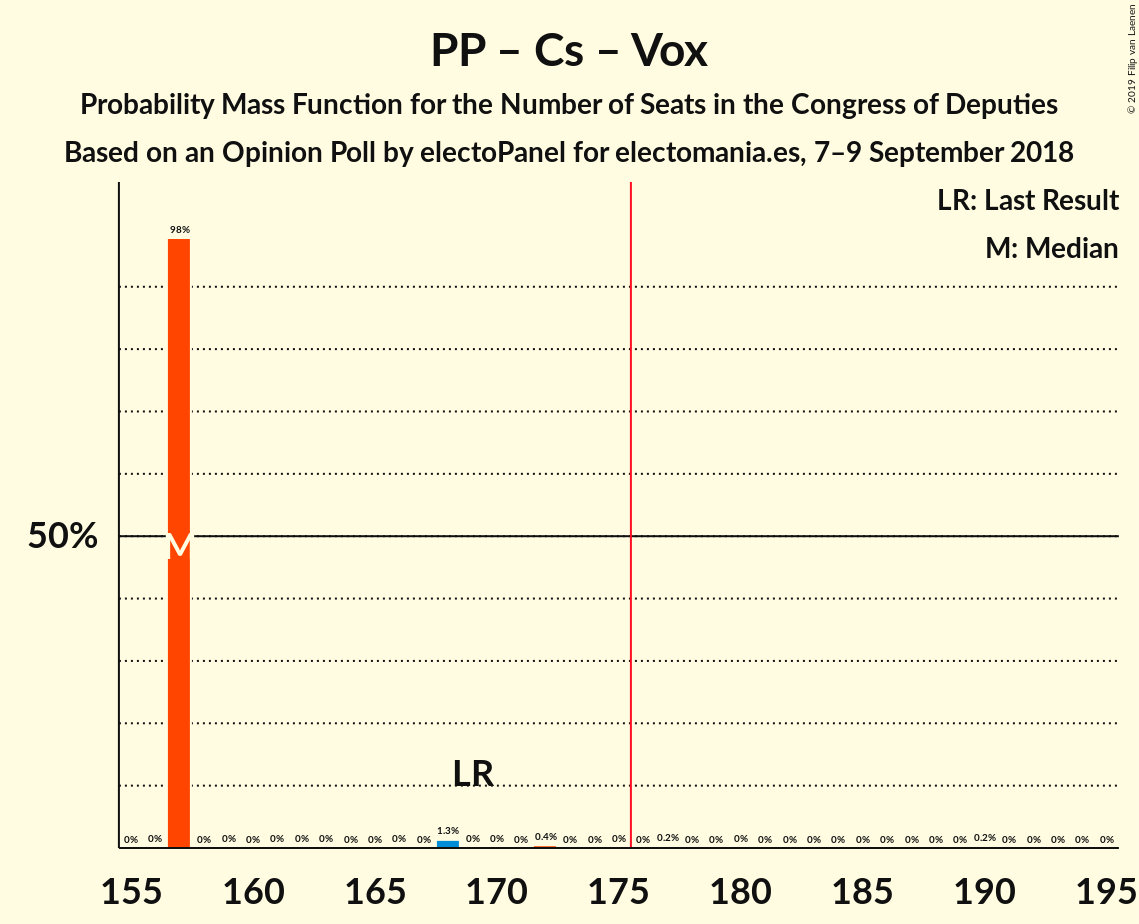 PP – Cs – Vox
Probability Mass Function for the Number of Seats in the Congress of Deputies
Based on an Opinion Poll by electoPanel for electomania.es, 7–9 September 2018
© 2019 Filip van Laenen
LR: Last Result
M: Median
98%
50%
M
LR
0% 0% 0% 0% 0% 0% 0% 0% 0% 0% 0% 0% 1.3% 0% 0% 0% 0.4% 0% 0% 0% 0% 0.2% 0% 0% 0% 0% 0% 0% 0% 0% 0% 0% 0% 0% 0.2% 0% 0% 0% 0% 0%
155 160 165 170 175 180 185 190 195